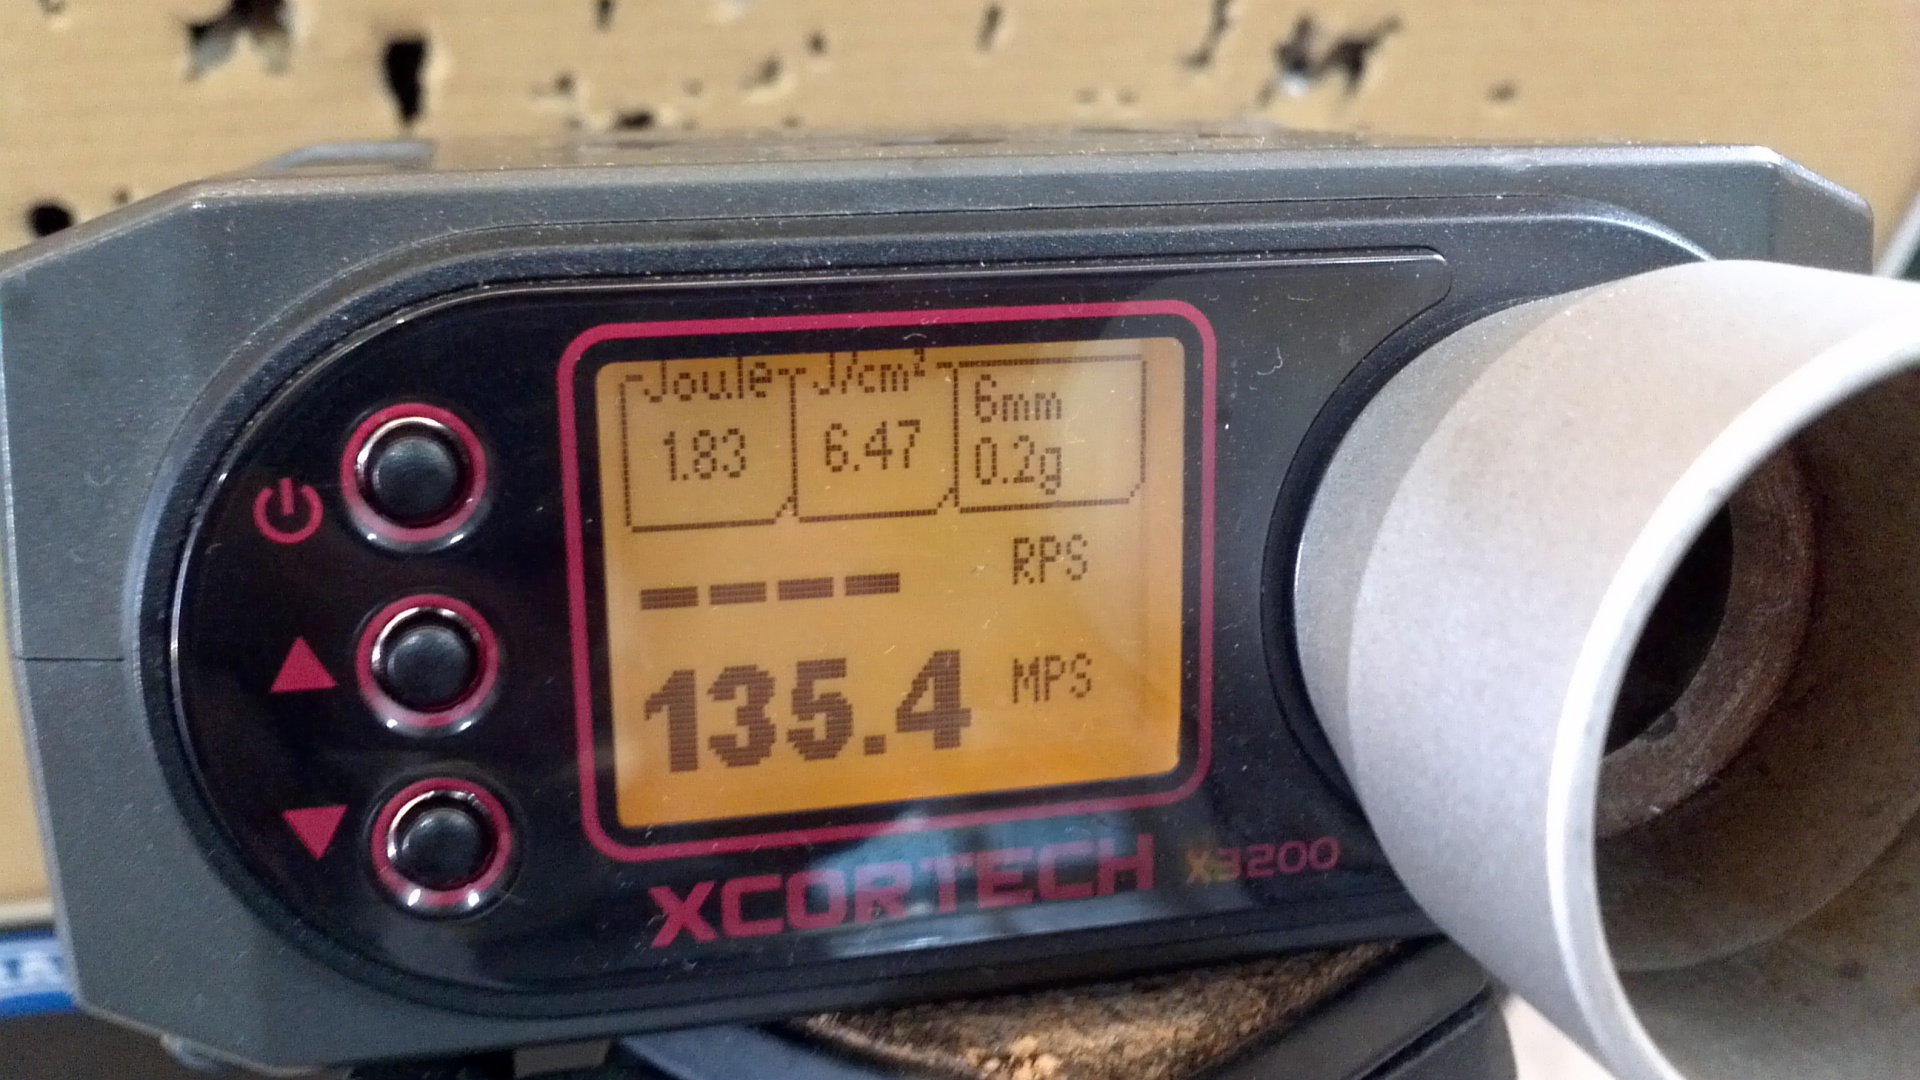 Joule J/cm² 6mm
1.83 6.47 0.2g
---- RPS
135.4 MPS
XCORTECH X3200